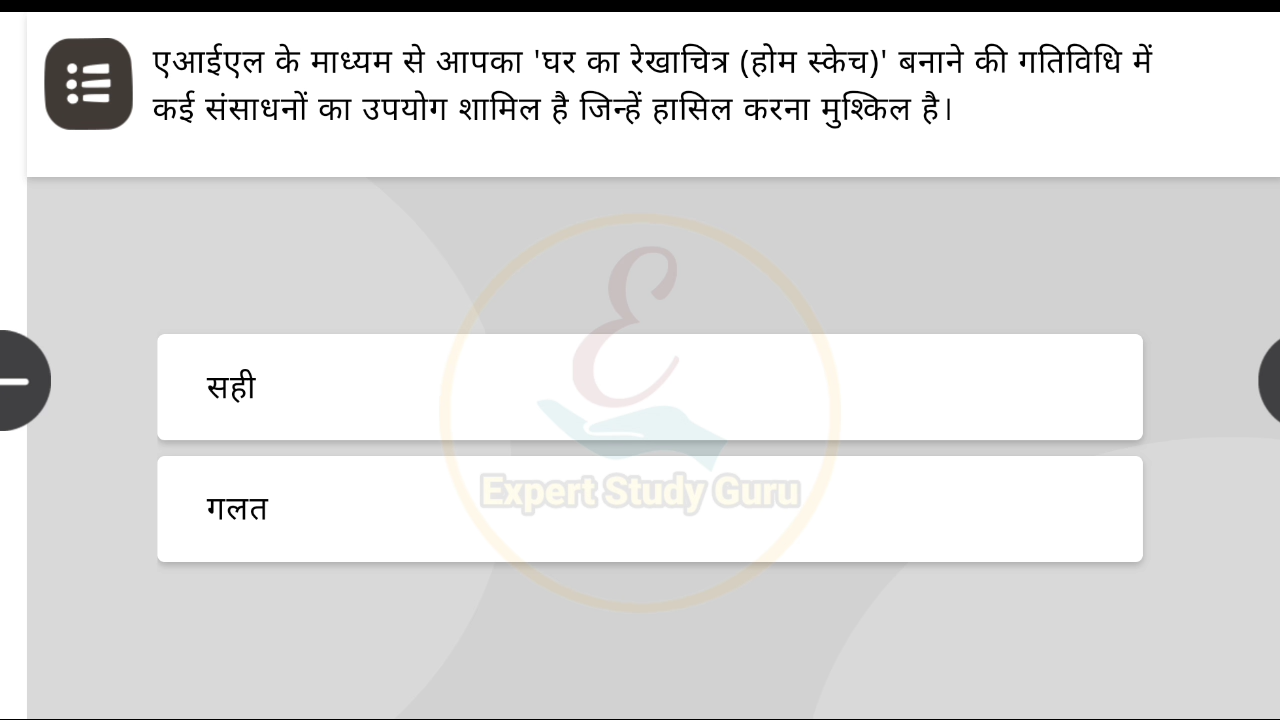 एआईएल के माध्यम से आपका 'घर का रेखाचित्र (होम स्केच)' बनाने की गतिविधि में
कई संसाधनों का उपयोग शामिल है जिन्हें हासिल करना मुश्किल है।
सही
गलत
Expert Study Guru